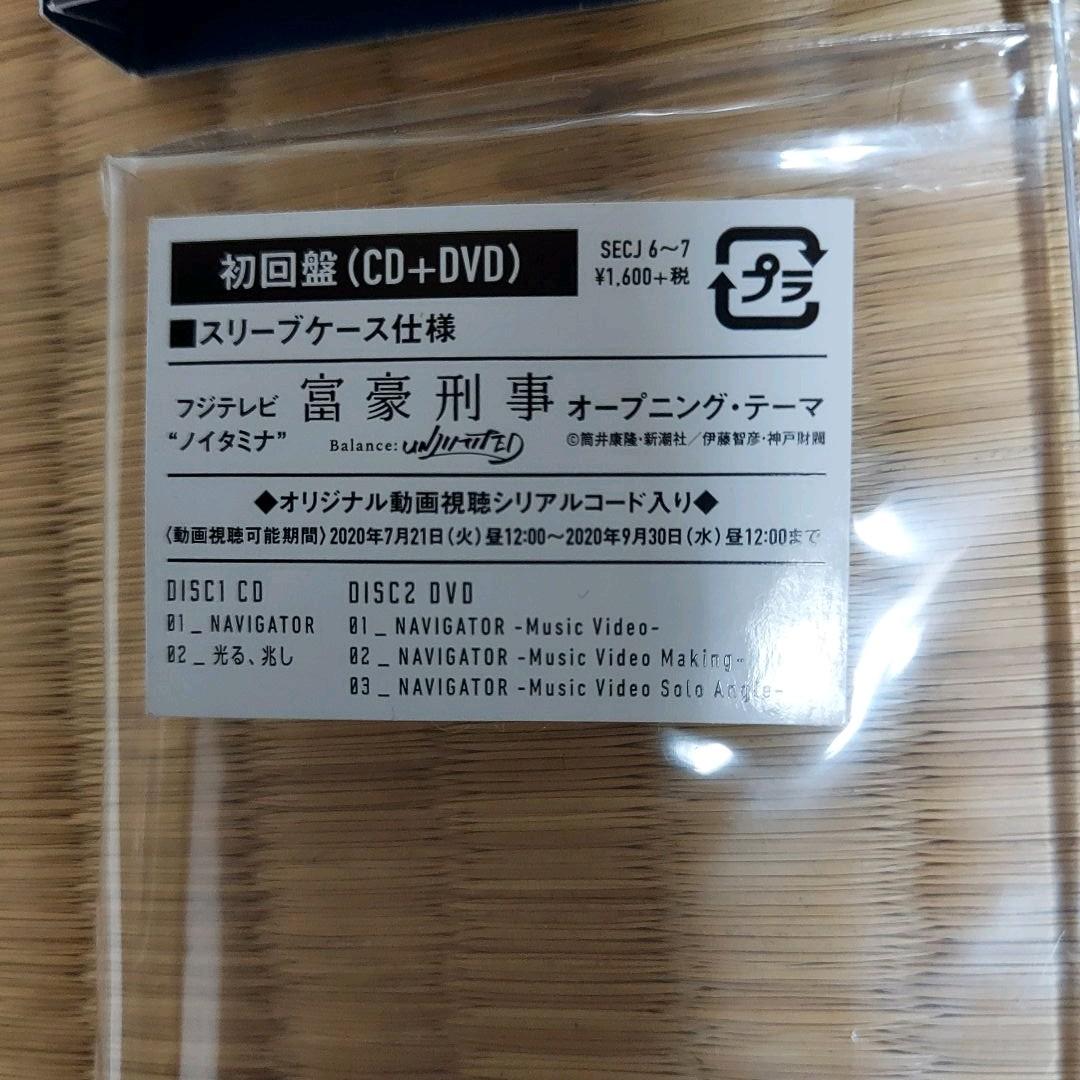 初回盤(CD+DVD)
SECJ 6～7
¥1,600+税
プラ
■スリーブケース仕様
フジテレビ
"ノイタミナ"
富豪刑事
Balance: UNLIMITED
オープニング・テーマ
©筒井康隆・新潮社／伊藤智彦・神戸財閥
◆オリジナル動画視聴シリアルコード入り◆
〈動画視聴可能期間〉2020年7月21日(火)昼12:00～2020年9月30日(水)昼12:00まで
DISC1 CD
01_NAVIGATOR
02_光る、兆し
DISC2 DVD
01_NAVIGATOR -Music Video-
02_NAVIGATOR -Music Video Making-
03_NAVIGATOR -Music Video Solo Angle-